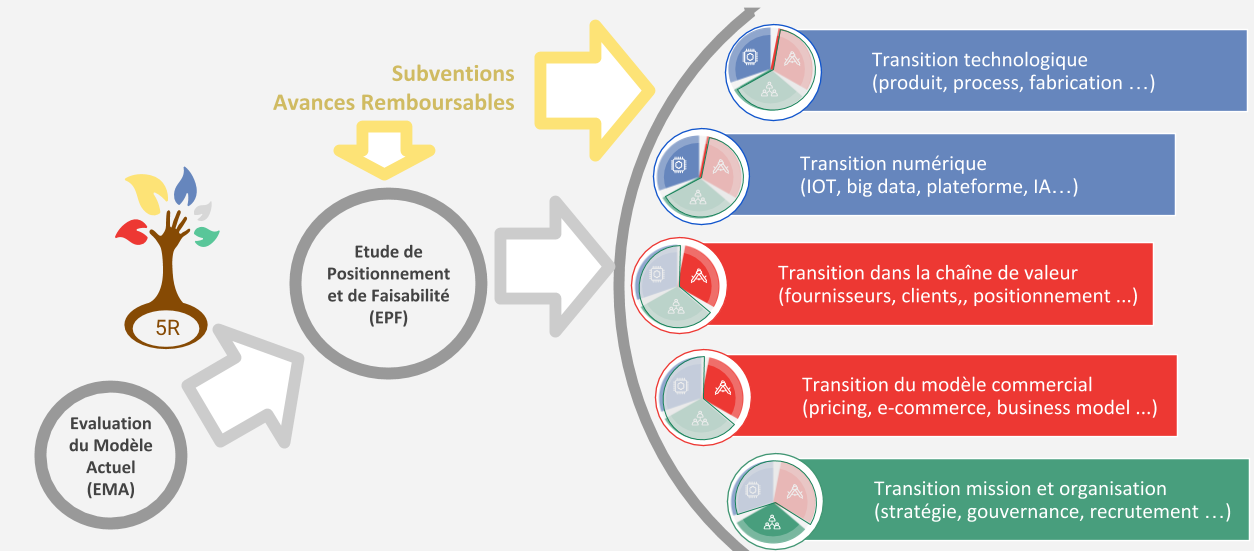 Subventions
Avances Remboursables
5R
Evaluation
du Modèle
Actuel
(EMA)
Etude de
Positionnement
et de Faisabilité
(EPF)
Transition technologique
(produit, process, fabrication …)
Transition numérique
(IOT, big data, plateforme, IA…)
Transition dans la chaîne de valeur
(fournisseurs, clients,, positionnement ...)
Transition du modèle commercial
(pricing, e-commerce, business model ...)
Transition mission et organisation
(stratégie, gouvernance, recrutement …)